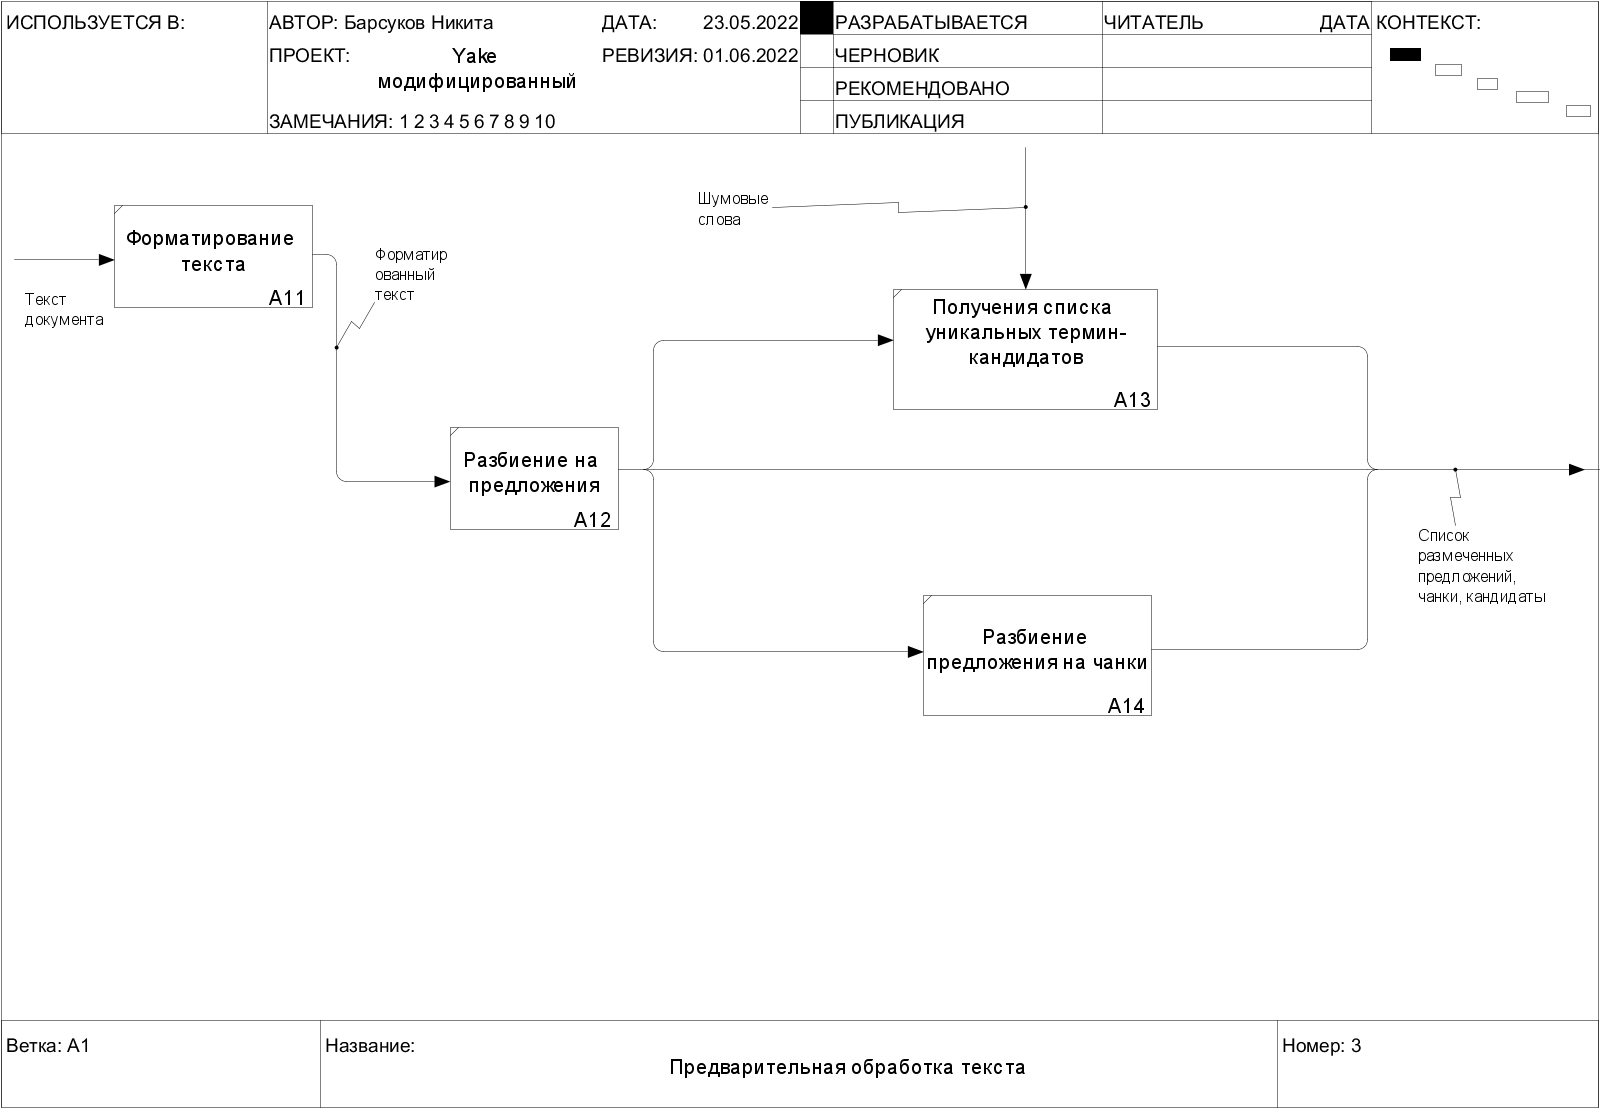 ИСПОЛЬЗУЕТСЯ В:
АВТОР: Барсуков Никита
ДАТА: 23.05.2022
ПРОЕКТ: Yake
модифицированный
РЕВИЗИЯ: 01.06.2022
ЗАМЕЧАНИЯ: 1 2 3 4 5 6 7 8 9 10
РАЗРАБАТЫВАЕТСЯ
ЧЕРНОВИК
РЕКОМЕНДОВАНО
ПУБЛИКАЦИЯ
ЧИТАТЕЛЬ ДАТА
КОНТЕКСТ:
Текст
документа
Форматирование
текста
A11
Форматир
ованный
текст
Разбиение на
предложения
A12
Шумовые
слова
Получения списка
уникальных термин-
кандидатов
A13
Разбиение
предложения на чанки
A14
Список
размеченных
предложений,
чанки, кандидаты
Ветка: A1
Название:
Предварительная обработка текста
Номер: 3